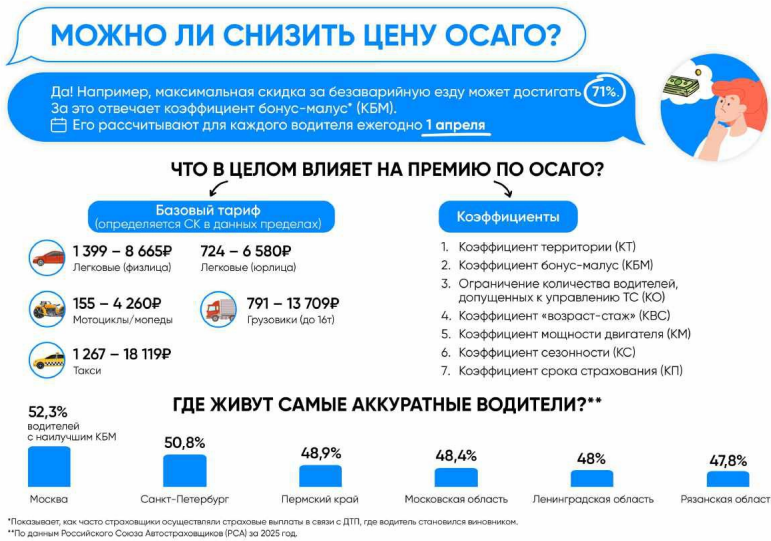 МОЖНО ЛИ СНИЗИТЬ ЦЕНУ ОСАГО?
Да! Например, максимальная скидка за безаварийную езду может достигать 71%.
За это отвечает коэффициент бонус-малус* (КБМ).
Его рассчитывают для каждого водителя ежегодно 1 апреля
ЧТО В ЦЕЛОМ ВЛИЯЕТ НА ПРЕМИЮ ПО ОСАГО?
Базовый тариф
(определяется СК в данных пределах)
1 399 – 8 665₽
Легковые (физлица)
724 – 6 580₽
Легковые (юрлица)
155 – 4 260₽
Мотоциклы/мопеды
791 – 13 709₽
Грузовики (до 16т)
1 267 – 18 119₽
Такси
Коэффициенты
1. Коэффициент территории (КТ)
2. Коэффициент бонус-малус (КБМ)
3. Ограничение количества водителей,
допущенных к управлению ТС (КО)
4. Коэффициент «возраст-стаж» (КВС)
5. Коэффициент мощности двигателя (КМ)
6. Коэффициент сезонности (КС)
7. Коэффициент срока страхования (КП)
ГДЕ ЖИВУТ САМЫЕ АККУРАТНЫЕ ВОДИТЕЛИ?**
52,3%
водителей
с наилучшим КБМ
Москва
50,8%
Санкт-Петербург
48,9%
Пермский край
48,4%
Московская область
48%
Ленинградская область
47,8%
Рязанская област
*Показывает, как часто страховщики осуществляли страховые выплаты в связи с ДТП, где водитель становился виновником.
**По данным Российского Союза Автостраховщиков (РСА) за 2025 год.